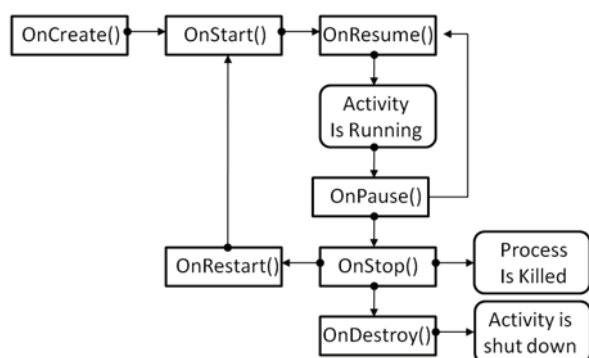 OnCreate()
OnStart()
OnResume()
Activity
Is Running
OnPause()
OnRestart()
OnStop()
Process
Is Killed
OnDestroy()
Activity is
shut down